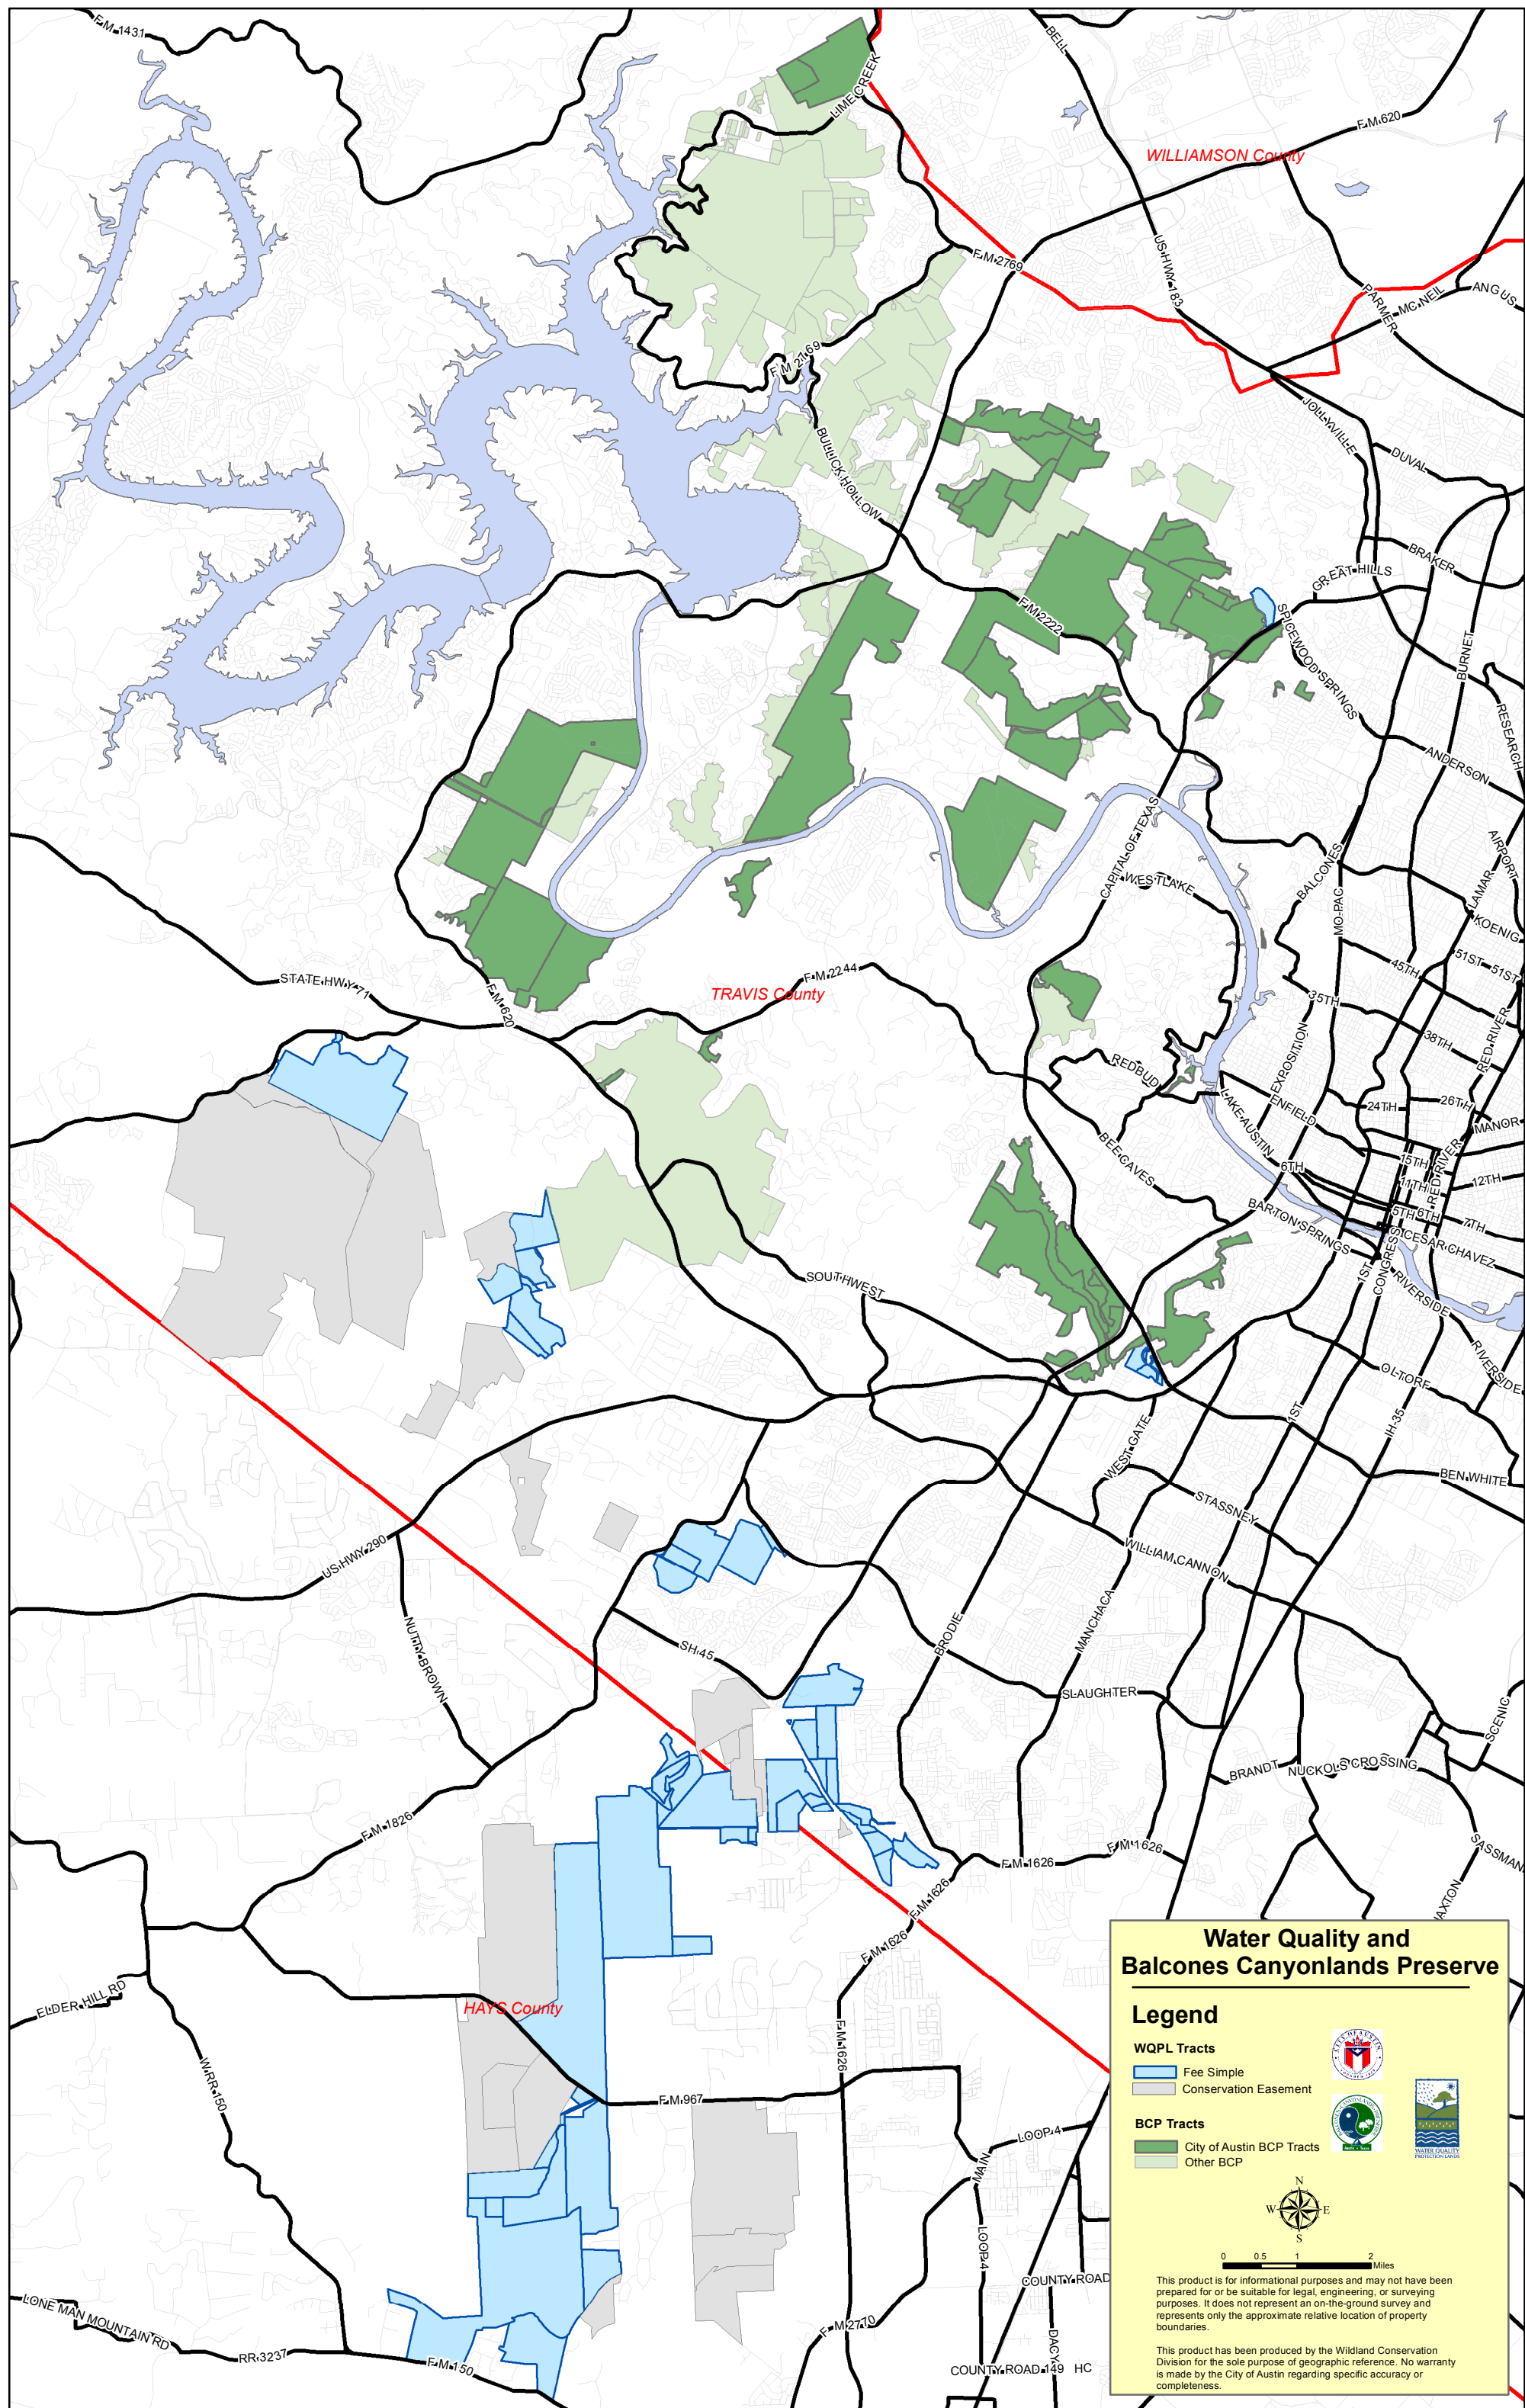 F M 1431
BELL
LIME CREEK
F M 620
WILLIAMSON County
US HWY 183
F M 2769
PARMER
MC NEIL
ANGUS
F M 2769
JOLLYVILLE
BULLICK HOLLOW
DUVAL
BRAKER
GREAT HILLS
F M 2222
SPICEWOOD SPRINGS
BURNET
RESEARCH
ANDERSON
CAPITAL OF TEXAS
WESTLAKE
BALCONES
MO-PAC
AIRPORT
LAMAR
KOENIG
51ST
51ST
45TH
STATE HWY 71
F M 620
F M 2244
TRAVIS County
35TH
38TH
RED RIVER
EXPOSITION
REDBUD
LAKE AUSTIN
ENFIELD
24TH
26TH
MANOR
BEE CAVES
15TH
RED RIVER
6TH
11TH
12TH
BARTON SPRINGS
5TH
6TH
7TH
CESAR CHAVEZ
1ST
CONGRESS
RIVERSIDE
SOUTHWEST
RIVERSIDE
OLTORF
1ST
IH-35
WEST GATE
BEN WHITE
STASSNEY
US HWY 290
WILLIAM CANNON
NUTTY BROWN
SH 45
BRODIE
MANCHACA
SLAUGHTER
SCENIC
BRANDT
NUCKOLS CROSSING
F M 1826
F M 1626
F M 1626
SASSMAN
F M 1626
F M 1626
ELDER HILL RD
HAYS County
W RR 150
F M 1626
F M 967
LOOP 4
MAIN
LOOP 4
COUNTY ROAD
LONE MAN MOUNTAIN RD
RR 3237
F M 150
F M 2770
DACY
COUNTY ROAD 149 HC
Water Quality and
Balcones Canyonlands Preserve
Legend
WQPL Tracts
Fee Simple
Conservation Easement
BCP Tracts
City of Austin BCP Tracts
Other BCP
WATER QUALITY
PROTECTION LANDS
N
W E
S
0 0.5 1 2
Miles
This product is for informational purposes and may not have been
prepared for or be suitable for legal, engineering, or surveying
purposes. It does not represent an on-the-ground survey and
represents only the approximate relative location of property
boundaries.
This product has been produced by the Wildland Conservation
Division for the sole purpose of geographic reference. No warranty
is made by the City of Austin regarding specific accuracy or
completeness.